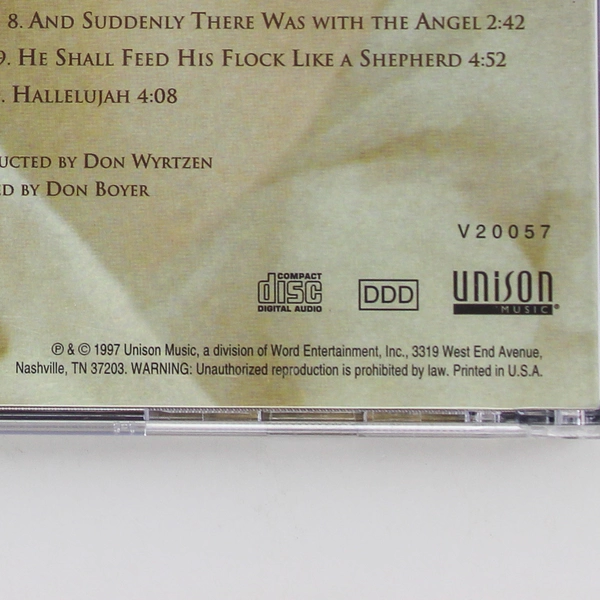 8. And Suddenly There Was with the Angel 2:42
9. He Shall Feed His Flock Like a Shepherd 4:52
. Hallelujah 4:08
ucted by Don Wyrtzen
ed by Don Boyer
V20057
COMPACT
disc
DIGITAL AUDIO
DDD
unison
MUSIC®
℗ & © 1997 Unison Music, a division of Word Entertainment, Inc., 3319 West End Avenue,
Nashville, TN 37203. WARNING: Unauthorized reproduction is prohibited by law. Printed in U.S.A.